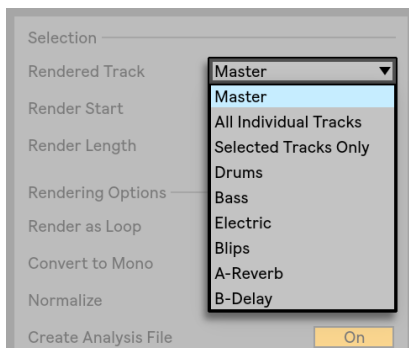 Selection
Rendered Track Master
Render Start Master
All Individual Tracks
Render Length Selected Tracks Only
Drums
Rendering Options Bass
Render as Loop Electric
Blips
Convert to Mono A-Reverb
Normalize B-Delay
Create Analysis File On